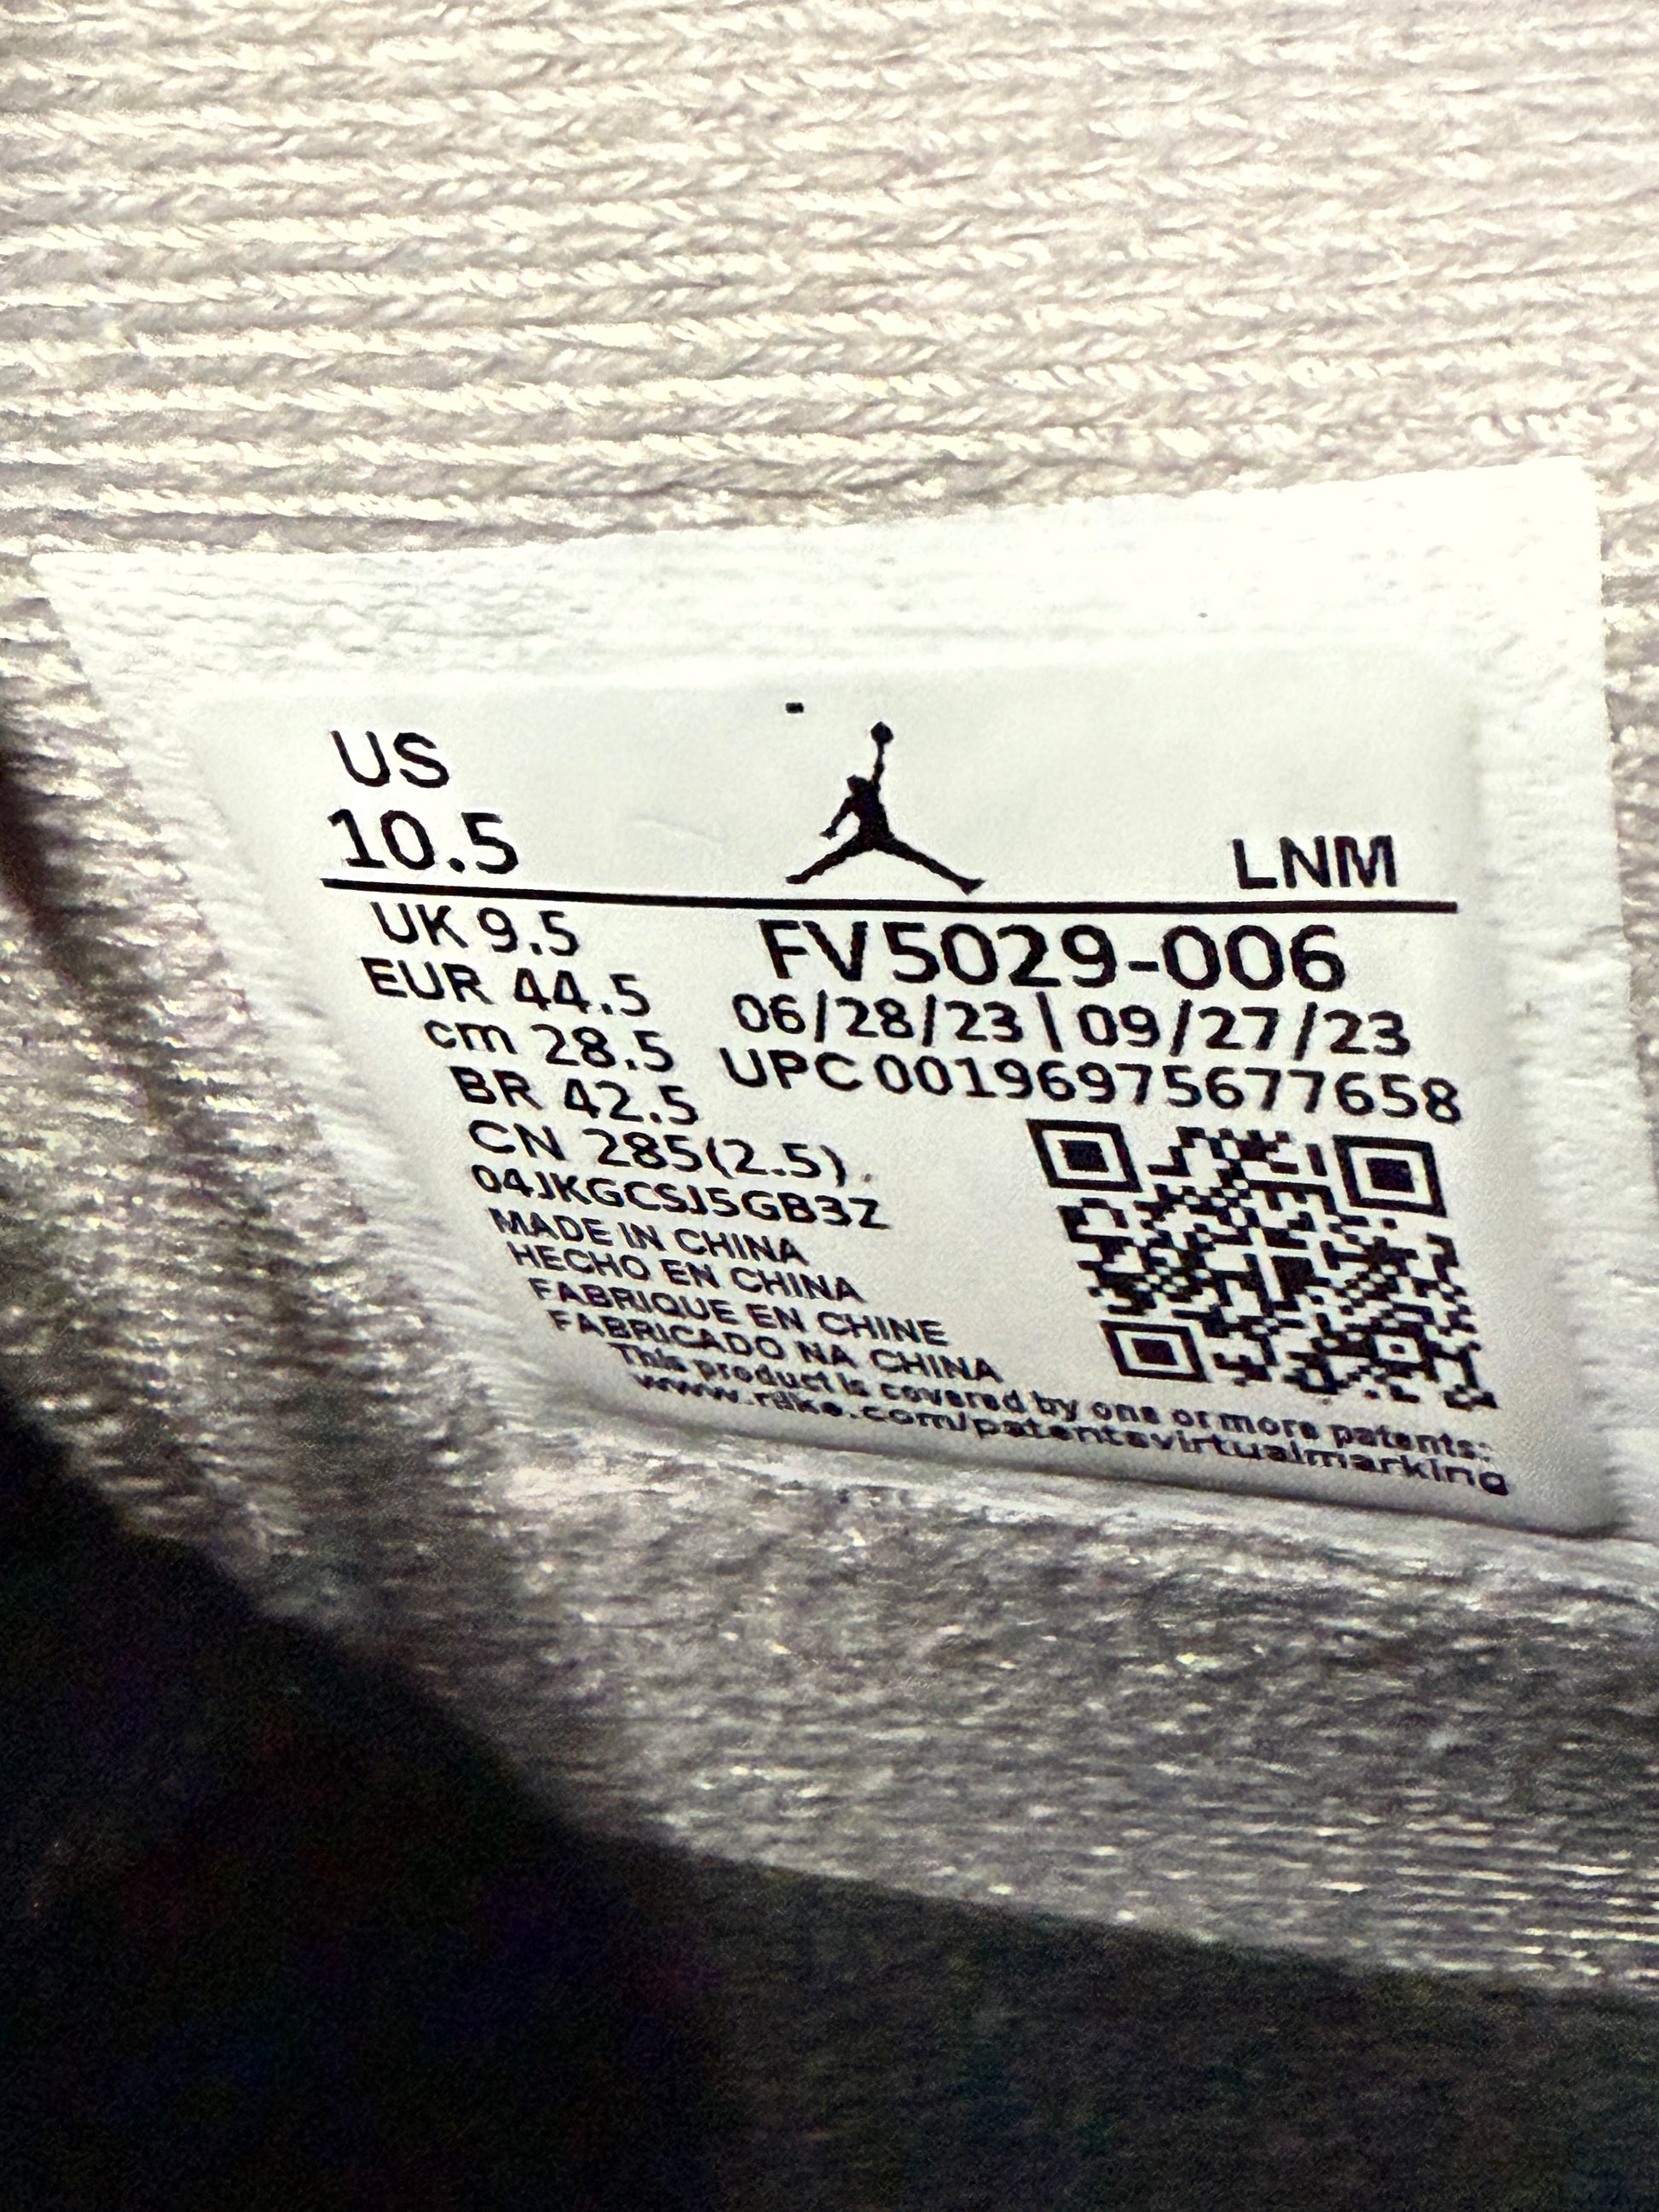 US
10.5
LNM
UK 9.5
EUR 44.5
cm 28.5
BR 42.5
CN 285(2.5)
FV5029-006
06/28/23 | 09/27/23
UPC 00196975677658
04JKGCSJ5GB3Z
MADE IN CHINA
HECHO EN CHINA
FABRIQUE EN CHINE
FABRICADO NA CHINA
This product is covered by one or more patents:
www.nike.com/patentsvirtualmarking